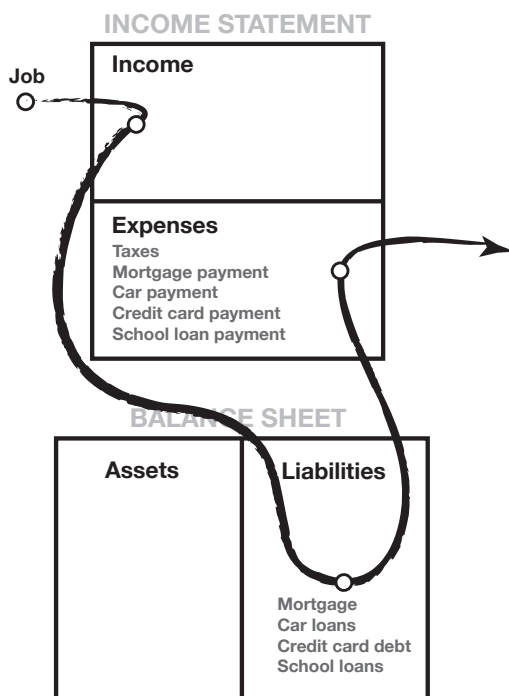 INCOME STATEMENT
Job
Income
Expenses
Taxes
Mortgage payment
Car payment
Credit card payment
School loan payment
BALANCE SHEET
Assets
Liabilities
Mortgage
Car loans
Credit card debt
School loans